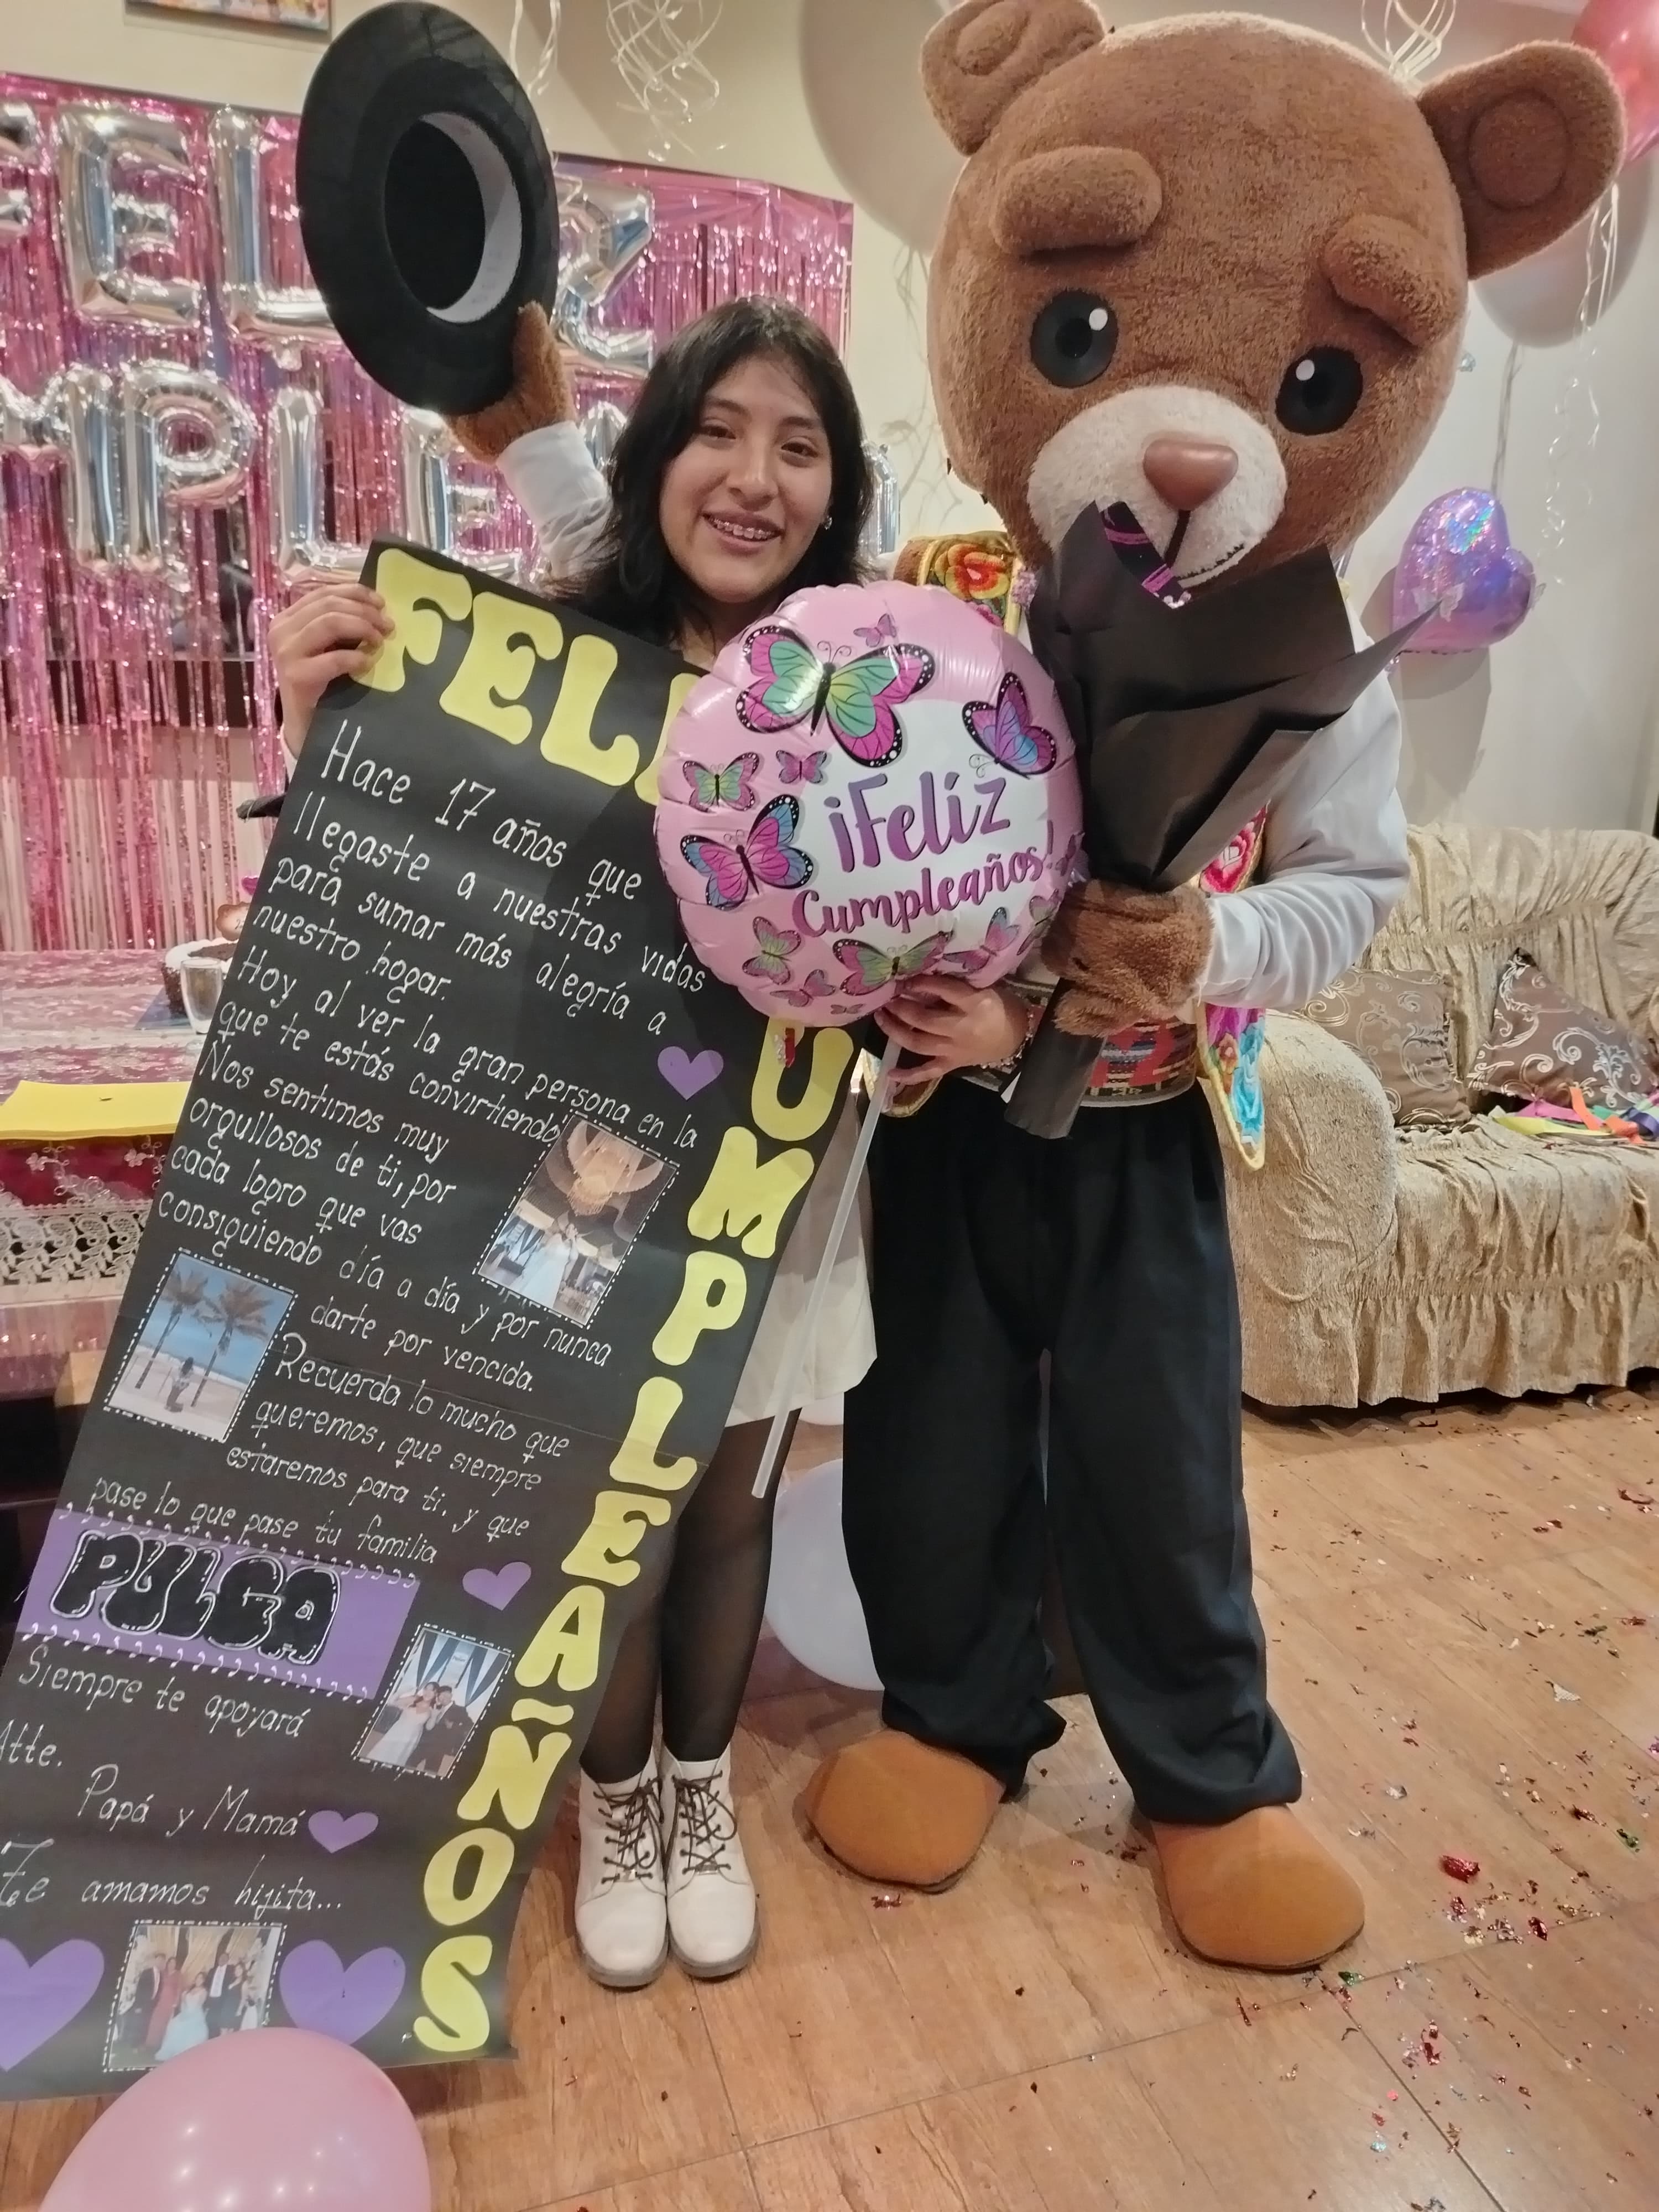 FELIZ
MPLEA
FELI
Hace 17 años que
llegaste a nuestras vidas
para sumar más alegría a
nuestro hogar.
Hoy al ver la gran persona en la
que te estás convirtiendo
Nos sentimos muy
orgullosos de ti, por
cada logro que vas
consiguiendo día a día y por nunca
darte por vencida.
Recuerda lo mucho que
queremos, que siempre
estaremos para ti, y que
pase lo que pase tu familia
PULGA
Siempre te apoyará
Atte.
Papá y Mamá
Te amamos hijita...
UMPLEAÑOS
¡Feliz
Cumpleaños!